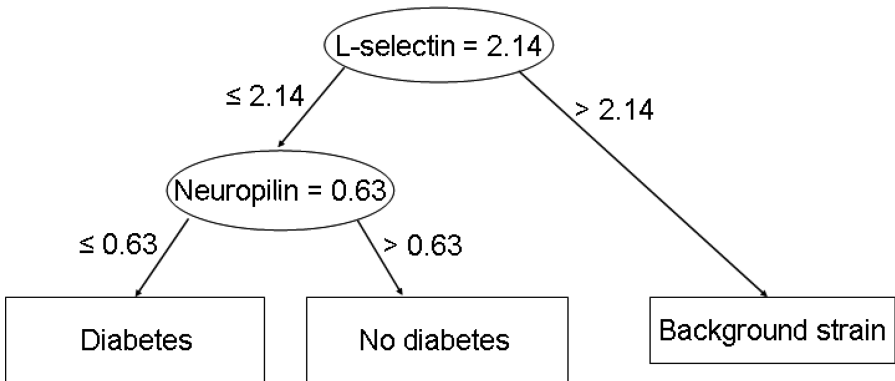 L-selectin = 2.14
≤ 2.14
> 2.14
Neuropilin = 0.63
≤ 0.63
> 0.63
Diabetes
No diabetes
Background strain